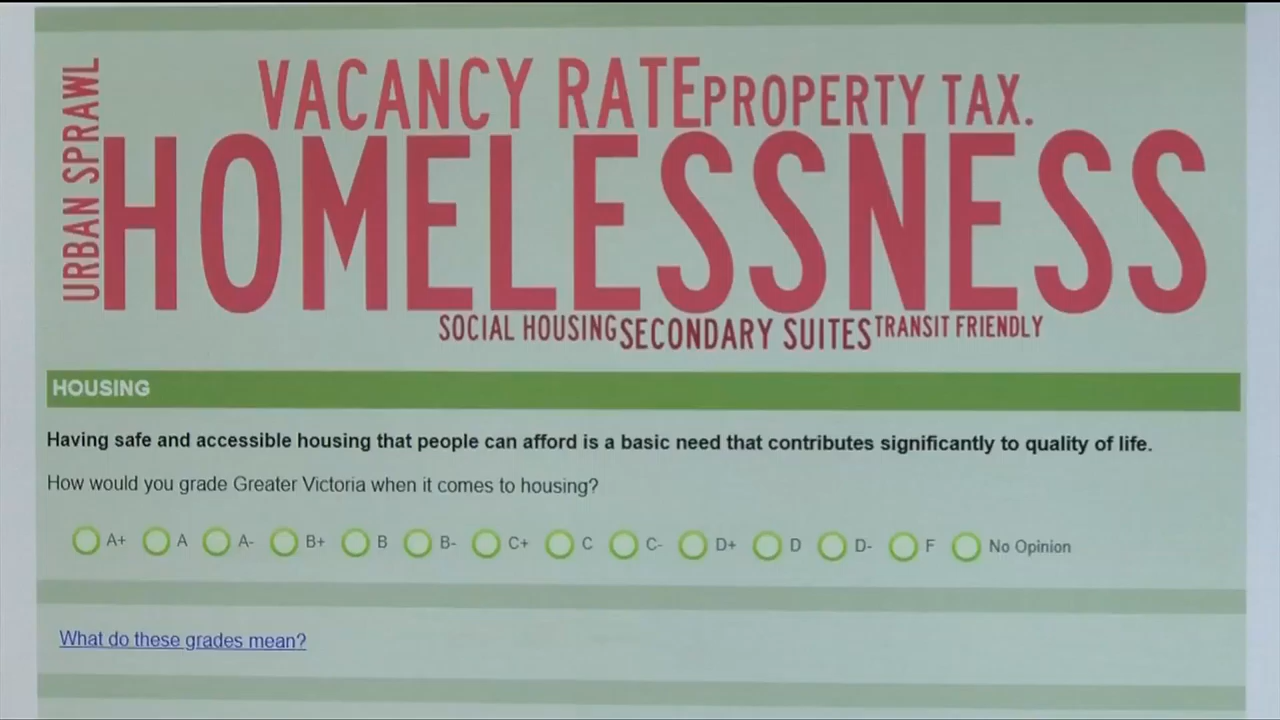 URBAN SPRAWL
VACANCY RATE
PROPERTY TAX.
HOMELESSNESS
SOCIAL HOUSING
SECONDARY SUITES
TRANSIT FRIENDLY
HOUSING
Having safe and accessible housing that people can afford is a basic need that contributes significantly to quality of life.
How would you grade Greater Victoria when it comes to housing?
A+ A A- B+ B B- C+ C C- D+ D D- F No Opinion
What do these grades mean?